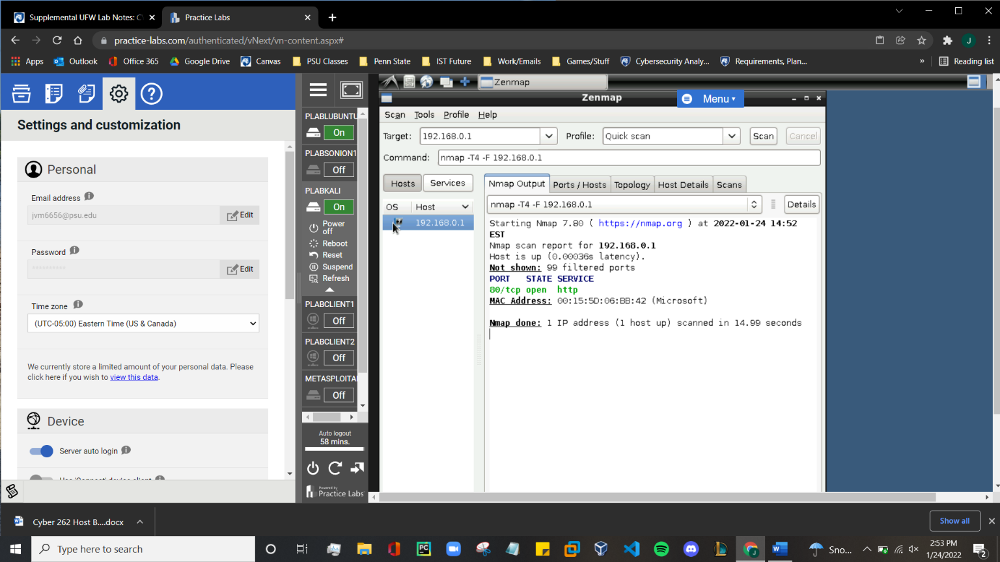 Supplemental UFW Lab Notes: C
Practice Labs
practice-labs.com/authenticated/vNext/vn-content.aspx#
J
Apps
Outlook
Office 365
Google Drive
Canvas
PSU Classes
Penn State
IST Future
Work/Emails
Games/Stuff
Cybersecurity Analy...
Requirements, Plan...
»
Reading list
Settings and customization
Personal
Email address
jvm6656@psu.edu
Edit
Password
**********
Edit
Time zone
(UTC-05:00) Eastern Time (US & Canada)
We currently store a limited amount of your personal data. Please
click here if you wish to view this data.
Device
Server auto login
PLABLUBUNTU
On
PLABSONION1
Off
PLABKALI
On
Power
off
Reboot
Reset
Suspend
Refresh
PLABCLIENT1
Off
PLABCLIENT2
Off
METASPLOITA
Off
Auto logout
58 mins.
Powered by
Practice Labs
Zenmap
Zenmap
Menu
Scan Tools Profile Help
Target: 192.168.0.1 Profile: Quick scan Scan Cancel
Command: nmap -T4 -F 192.168.0.1
Hosts Services
OS Host
192.168.0.1
Nmap Output Ports / Hosts Topology Host Details Scans
nmap -T4 -F 192.168.0.1 Details
Starting Nmap 7.80 ( https://nmap.org ) at 2022-01-24 14:52
EST
Nmap scan report for 192.168.0.1
Host is up (0.00036s latency).
Not shown: 99 filtered ports
PORT STATE SERVICE
80/tcp open http
MAC Address: 00:15:5D:06:BB:42 (Microsoft)
Nmap done: 1 IP address (1 host up) scanned in 14.99 seconds
Cyber 262 Host B....docx
Show all
Type here to search
Sno...
2:53 PM
1/24/2022
2